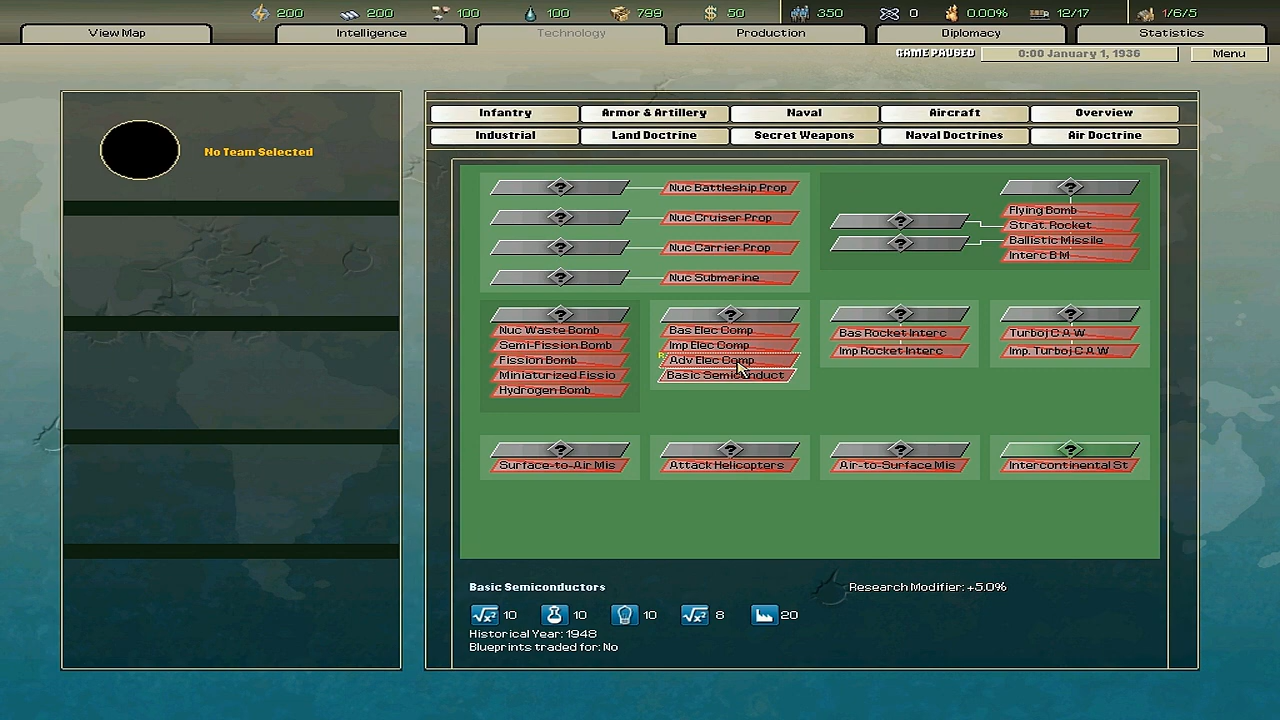 200 200 100 100 799 $ 50 350 0 0.00% 12/17 1/6/5
View Map Intelligence Technology Production Diplomacy Statistics
GAME PAUSED 0:00 January 1, 1936 Menu
No Team Selected
Infantry Armor & Artillery Naval Aircraft Overview
Industrial Land Doctrine Secret Weapons Naval Doctrines Air Doctrine
? Nuc Battleship Prop
? Nuc Cruiser Prop
? Nuc Carrier Prop
? Nuc Submarine
?
Flying Bomb
? Strat. Rocket
? Ballistic Missile
Interc B M
?
Nuc Waste Bomb
Semi-Fission Bomb
Fission Bomb
Miniaturized Fissio
Hydrogen Bomb
?
Bas Elec Comp
Imp Elec Comp
Adv Elec Comp
Basic Semiconduct
?
Bas Rocket Interc
Imp Rocket Interc
?
Turboj C A W
Imp. Turboj C A W
?
Surface-to-Air Mis
?
Attack Helicopters
?
Air-to-Surface Mis
?
Intercontinental St
Basic Semiconductors Research Modifier: +5.0%
√x² 10 10 10 √x² 8 20
Historical Year: 1948
Blueprints traded for: No